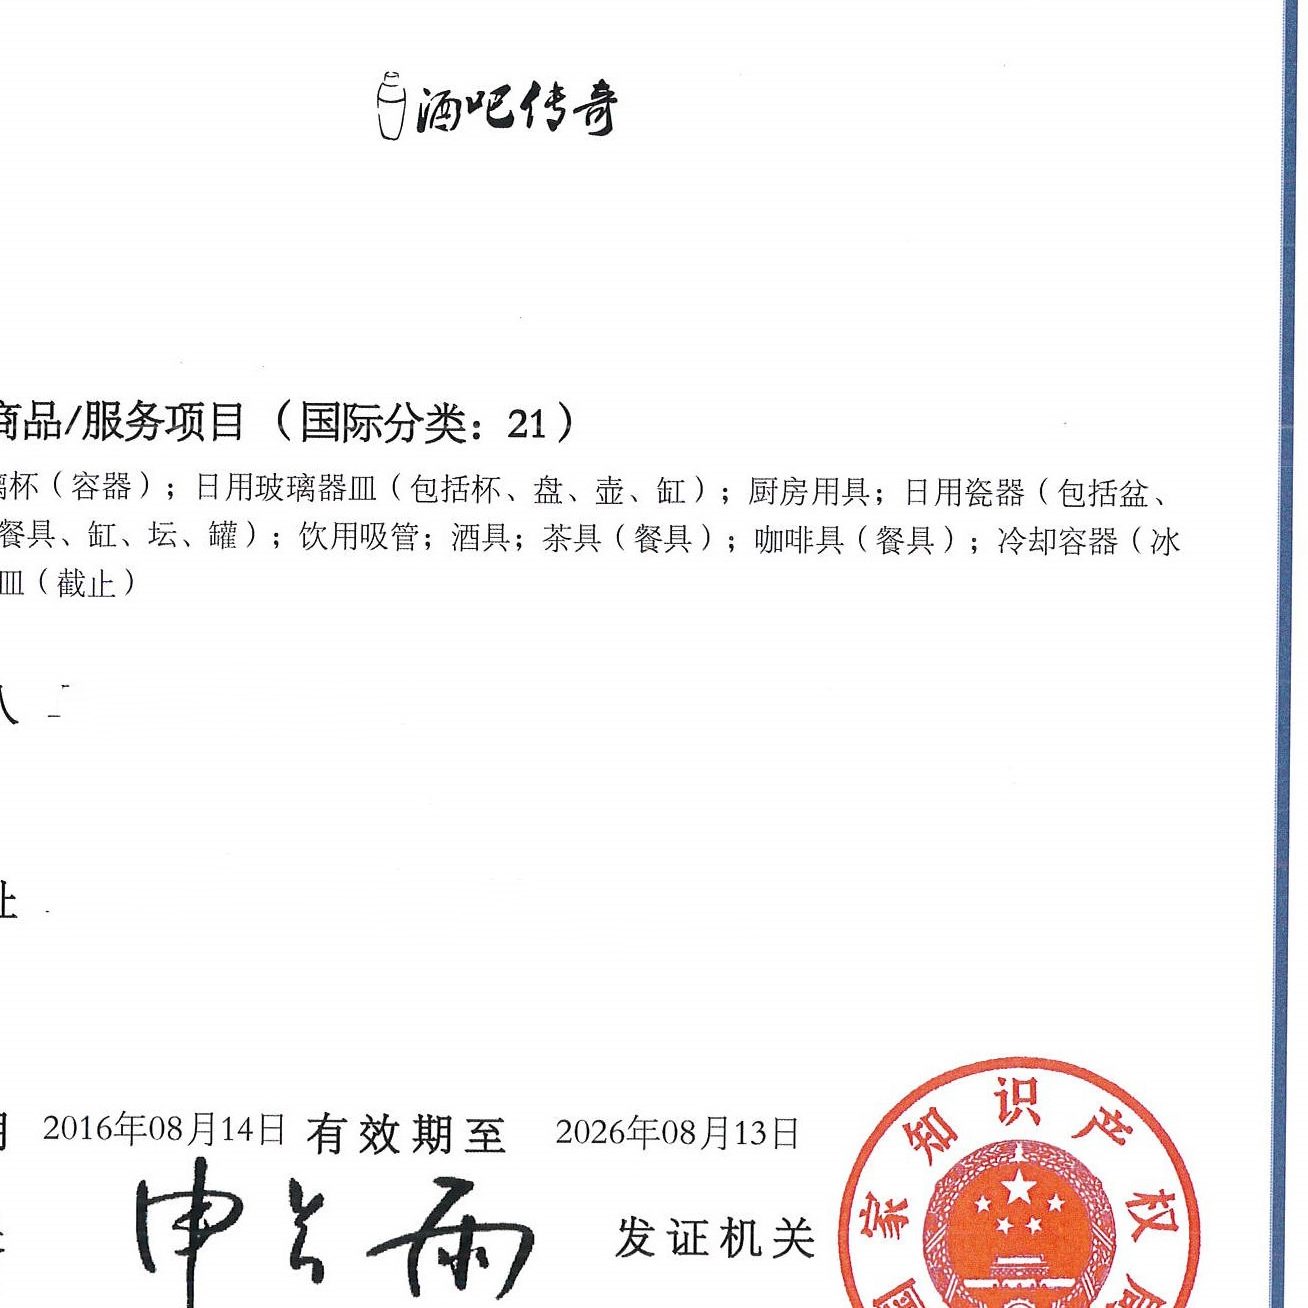 酒吧传奇
商品/服务项目（国际分类：21）
璃杯（容器）；日用玻璃器皿（包括杯、盘、壶、缸）；厨房用具；日用瓷器（包括盆、
餐具、缸、坛、罐）；饮用吸管；酒具；茶具（餐具）；咖啡具（餐具）；冷却容器（冰
皿（截止）
人
址
期 2016年08月14日 有效期至 2026年08月13日
申长雨 发证机关
国家知识产权局